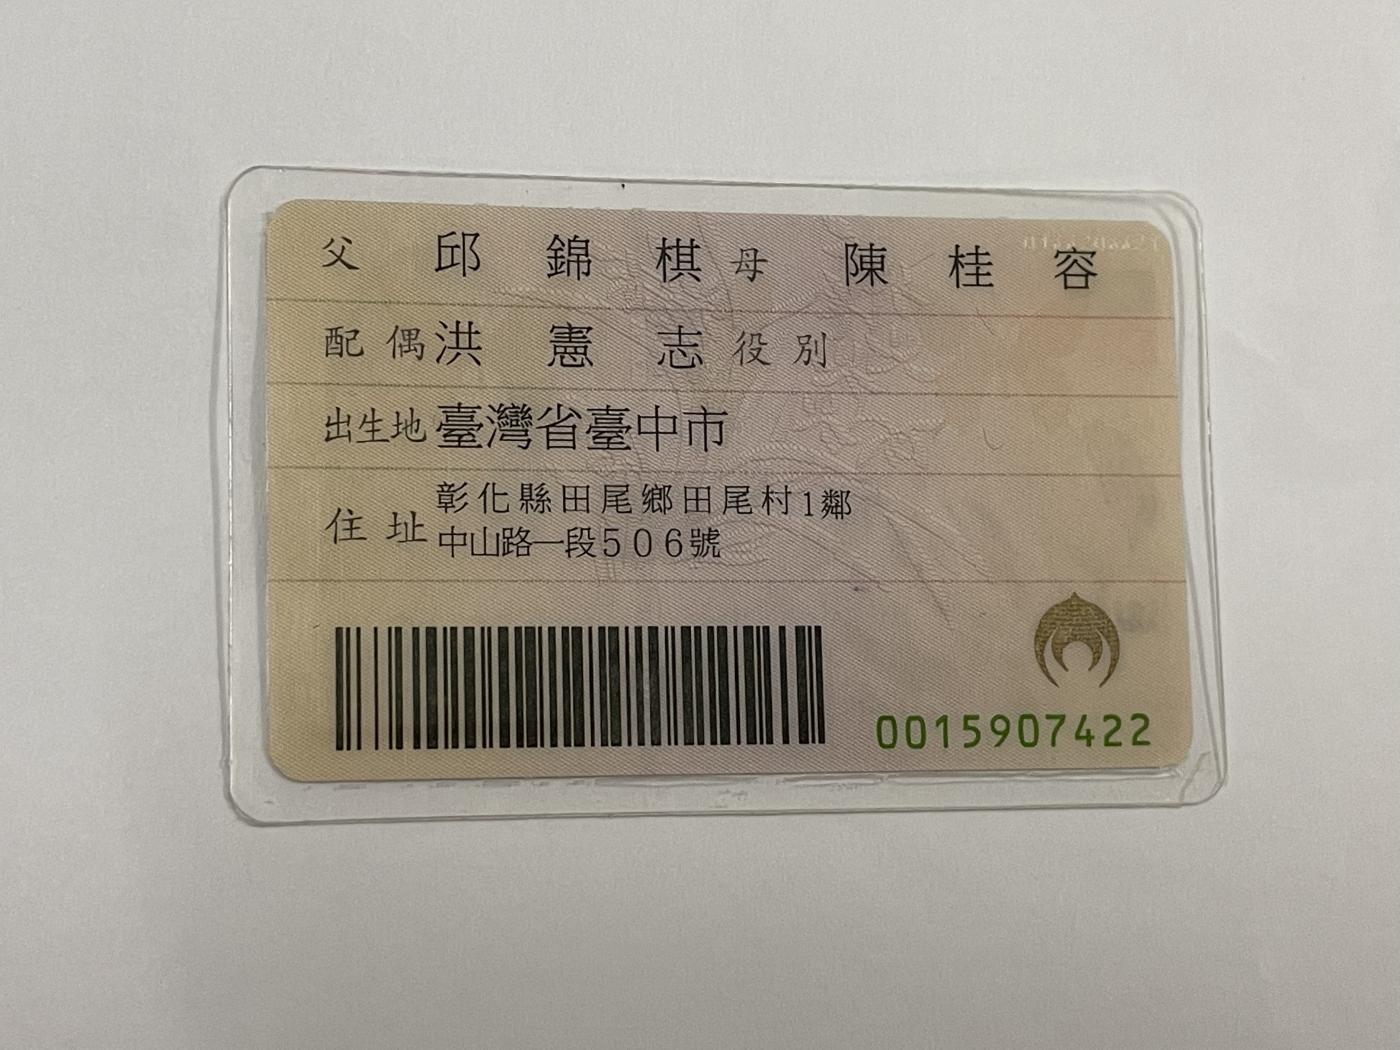 父 邱錦棋 母 陳桂容
配偶 洪憲志 役別
出生地 臺灣省臺中市
住址 彰化縣田尾鄉田尾村1鄰
中山路一段506號
0015907422